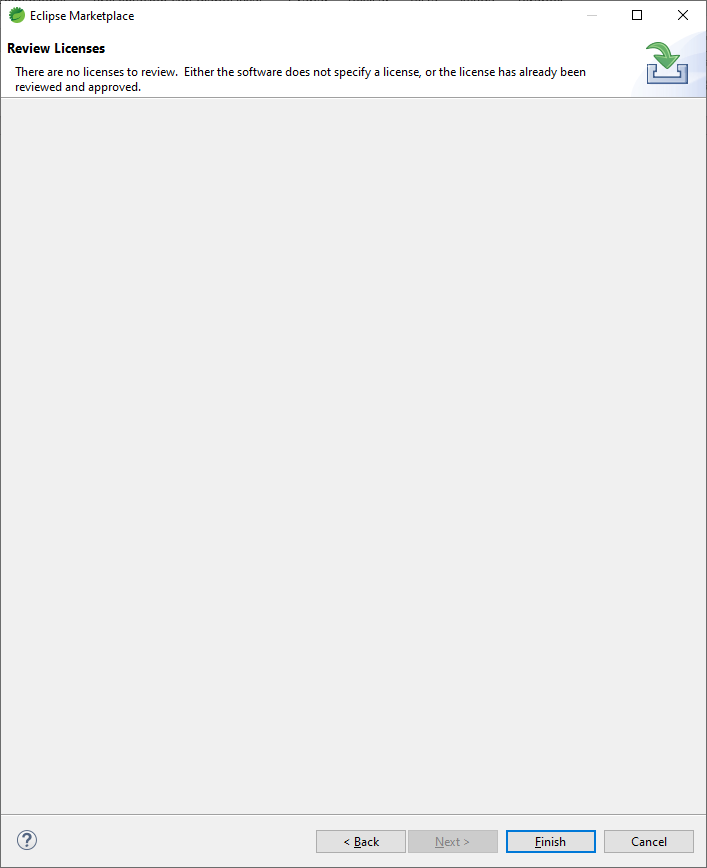 Eclipse Marketplace
Review Licenses
There are no licenses to review.  Either the software does not specify a license, or the license has already been
reviewed and approved.
?
< Back
Next >
Finish
Cancel